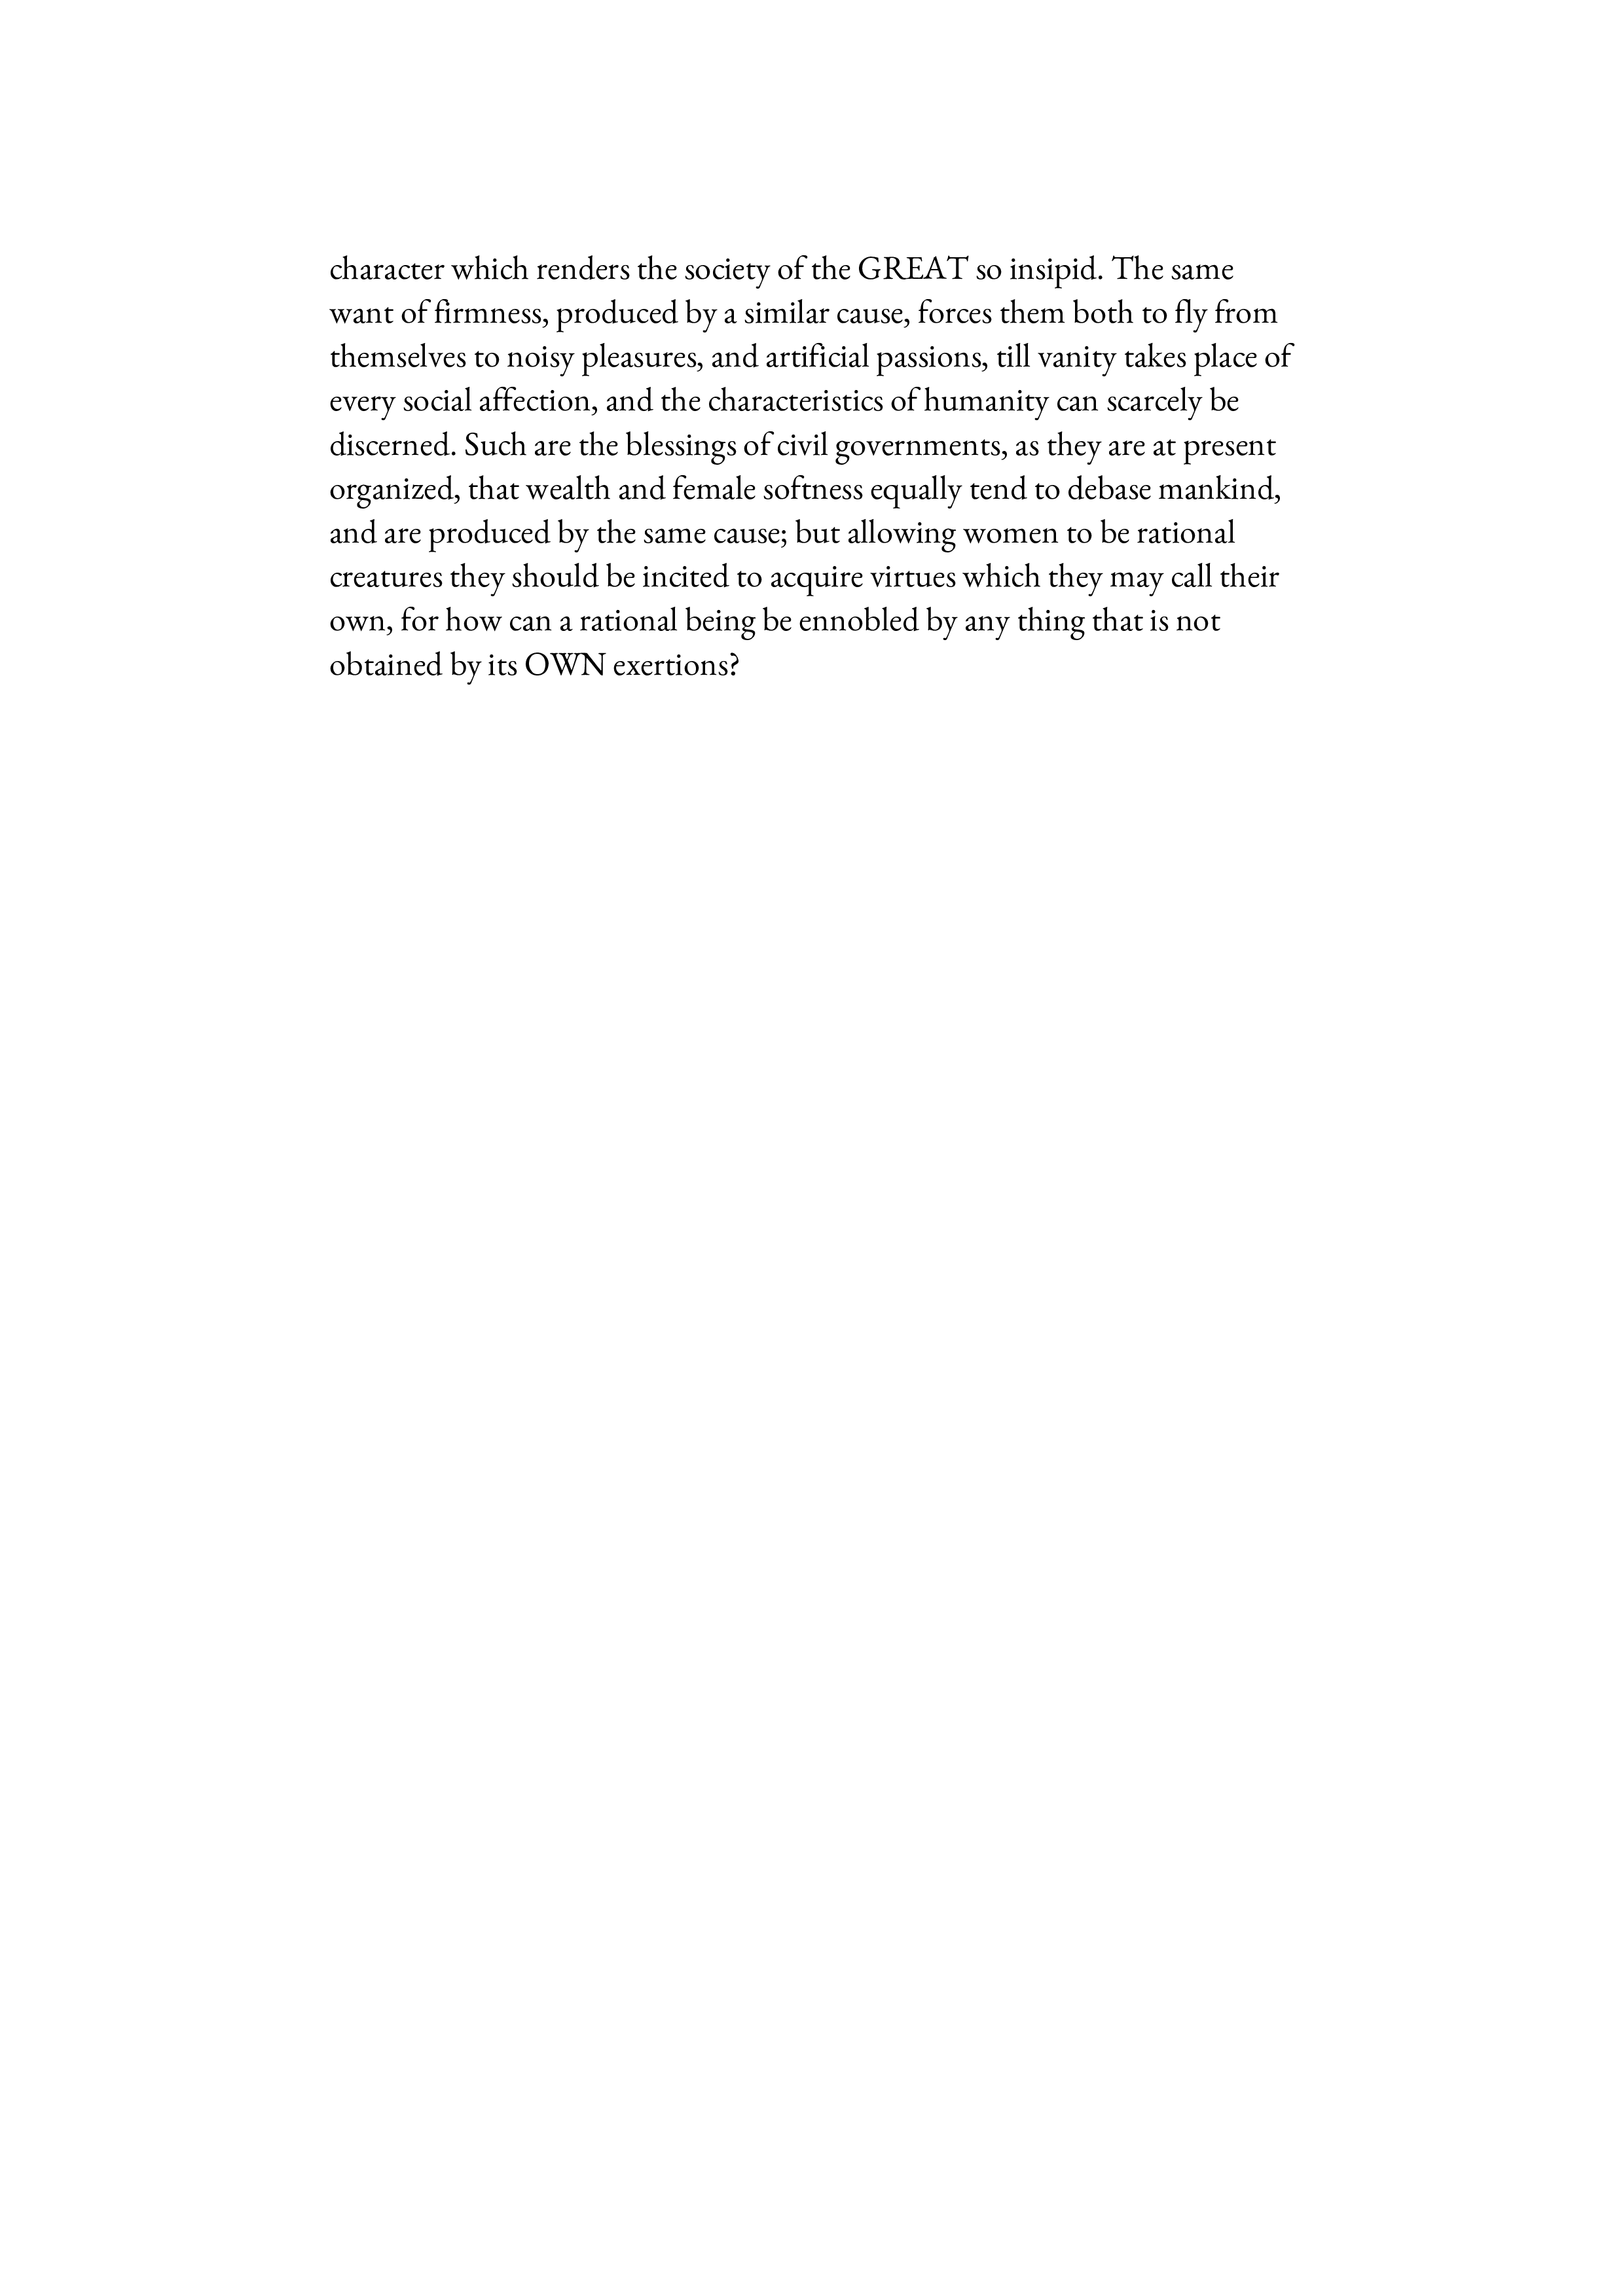 character which renders the society of the GREAT so insipid. The same
want of firmness, produced by a similar cause, forces them both to fly from
themselves to noisy pleasures, and artificial passions, till vanity takes place of
every social affection, and the characteristics of humanity can scarcely be
discerned. Such are the blessings of civil governments, as they are at present
organized, that wealth and female softness equally tend to debase mankind,
and are produced by the same cause; but allowing women to be rational
creatures they should be incited to acquire virtues which they may call their
own, for how can a rational being be ennobled by any thing that is not
obtained by its OWN exertions?